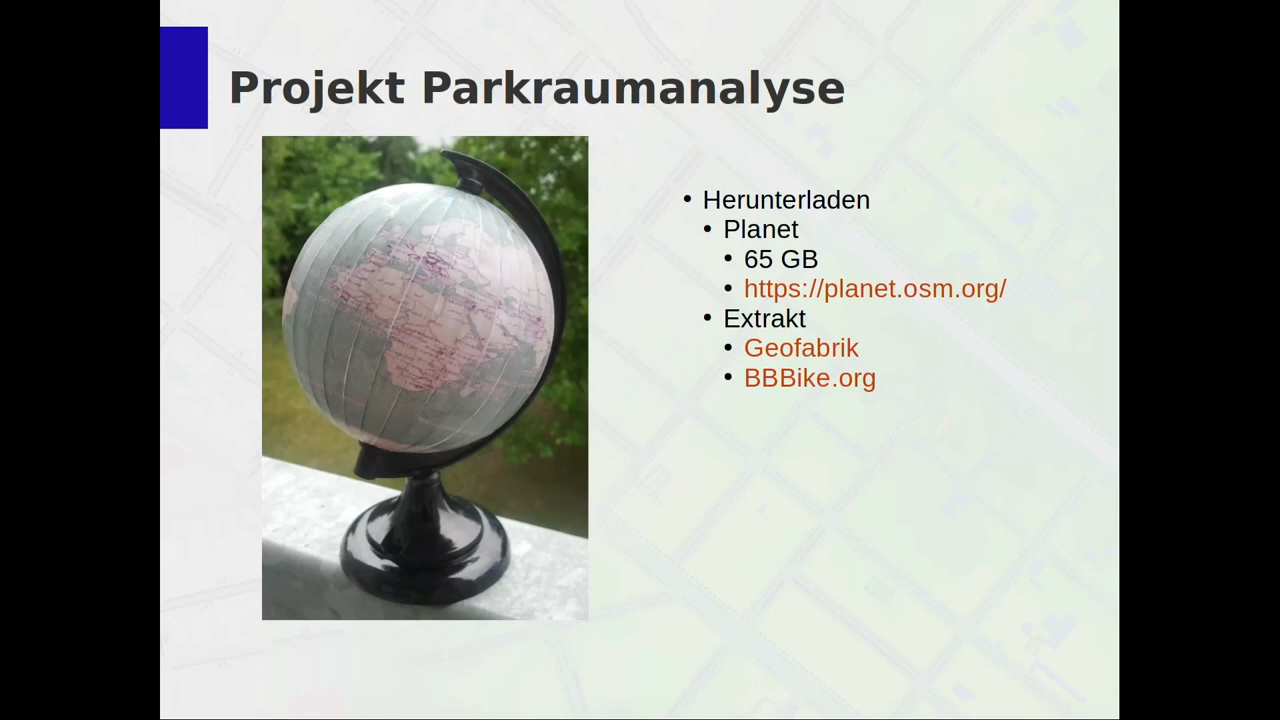 Projekt Parkraumanalyse
• Herunterladen
• Planet
• 65 GB
• https://planet.osm.org/
• Extrakt
• Geofabrik
• BBBike.org